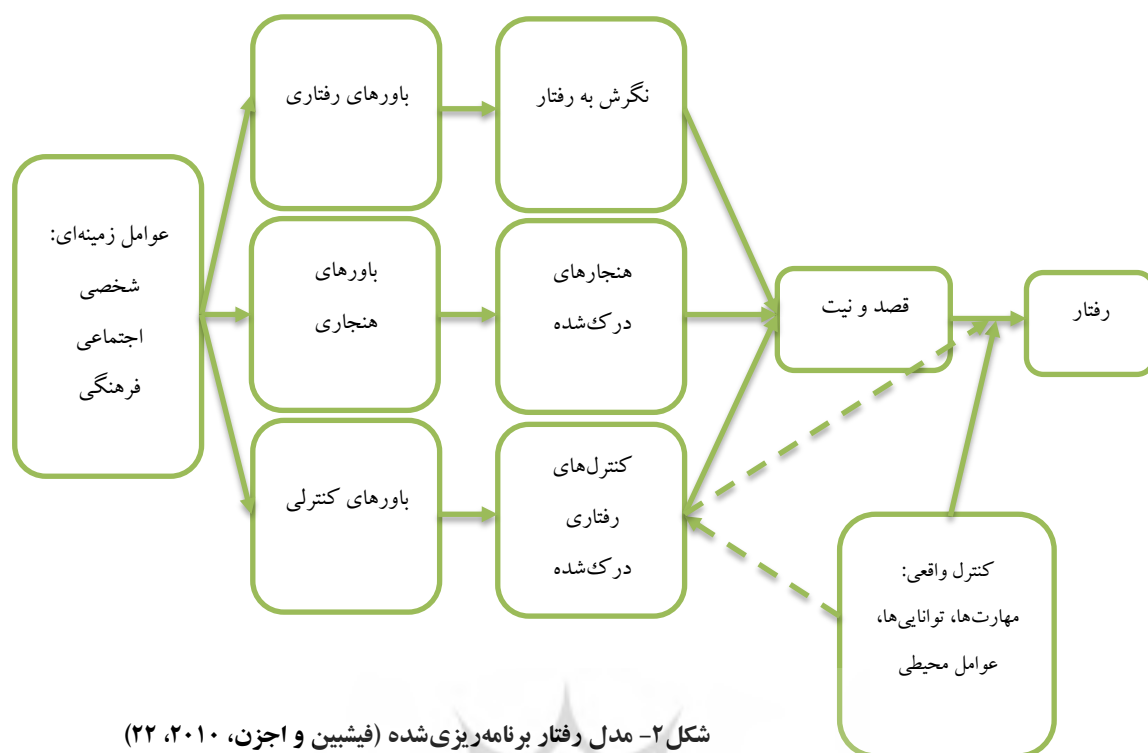 عوامل زمینه‌ای:
شخصی
اجتماعی
فرهنگی
باورهای رفتاری
نگرش به رفتار
باورهای
هنجاری
هنجارهای
درک‌شده
باورهای کنترلی
کنترل‌های
رفتاری
درک‌شده
قصد و نیت
رفتار
کنترل واقعی:
مهارت‌ها، توانایی‌ها،
عوامل محیطی
شکل۲- مدل رفتار برنامه‌ریزی‌شده (فیشبین و اجزن، ۲۰۱۰، ۲۲)